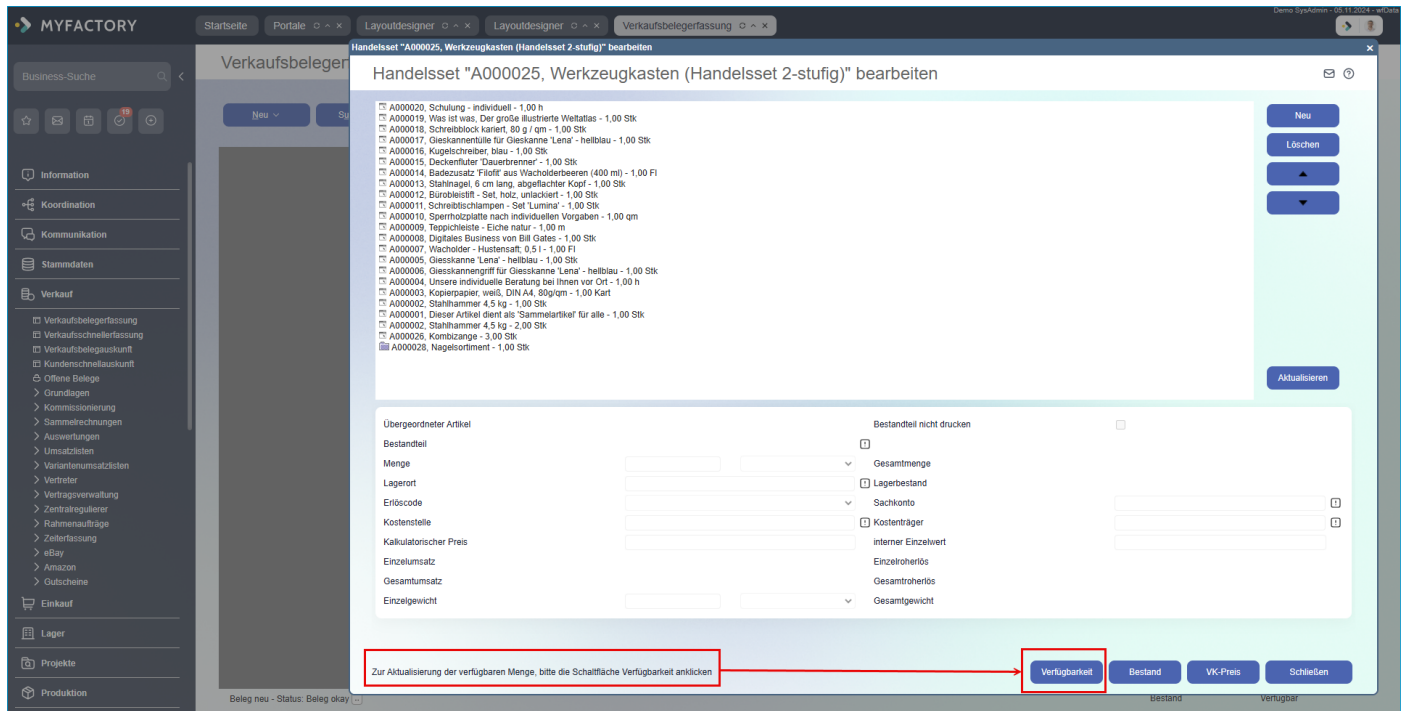 Demo SysAdmin - 05.11.2024 - wfData
MYFACTORY
Startseite
Portale
Layoutdesigner
Layoutdesigner
Verkaufsbelegerfassung
Handelsset "A000025, Werkzeugkasten (Handelsset 2-stufig)" bearbeiten
Handelsset "A000025, Werkzeugkasten (Handelsset 2-stufig)" bearbeiten
Business-Suche
19
Information
Koordination
Kommunikation
Stammdaten
Verkauf
Verkaufsbelegerfassung
Verkaufsschnellerfassung
Verkaufsbelegauskunft
Kundenschnellauskunft
Offene Belege
Grundlagen
Kommissionierung
Sammelrechnungen
Auswertungen
Umsatzlisten
Variantenumsatzlisten
Vertreter
Vertragsverwaltung
Zentralregulierer
Rahmenaufträge
Zeiterfassung
eBay
Amazon
Gutscheine
Einkauf
Lager
Projekte
Produktion
Neu
A000020, Schulung - individuell - 1,00 h
A000019, Was ist was, Der große illustrierte Weltatlas - 1,00 Stk
A000018, Schreibblock kariert, 80 g / qm - 1,00 Stk
A000017, Gieskannentülle für Gieskanne 'Lena' - hellblau - 1,00 Stk
A000016, Kugelschreiber, blau - 1,00 Stk
A000015, Deckenfluter 'Dauerbrenner' - 1,00 Stk
A000014, Badezusatz 'Filofit' aus Wacholderbeeren (400 ml) - 1,00 Fl
A000013, Stahlnagel, 6 cm lang, abgeflachter Kopf - 1,00 Stk
A000012, Bürobleistift - Set, holz, unlackiert - 1,00 Stk
A000011, Schreibtischlampen - Set 'Lumina' - 1,00 Stk
A000010, Sperrholzplatte nach individuellen Vorgaben - 1,00 qm
A000009, Teppichleiste - Eiche natur - 1,00 m
A000008, Digitales Business von Bill Gates - 1,00 Stk
A000007, Wacholder - Hustensaft; 0,5 l - 1,00 Fl
A000005, Giesskanne 'Lena' - hellblau - 1,00 Stk
A000006, Giesskannengriff für Giesskanne 'Lena' - hellblau - 1,00 Stk
A000004, Unsere individuelle Beratung bei Ihnen vor Ort - 1,00 h
A000003, Kopierpapier, weiß, DIN A4, 80g/qm - 1,00 Kart
A000002, Stahlhammer 4,5 kg - 1,00 Stk
A000001, Dieser Artikel dient als 'Sammelartikel' für alle - 1,00 Stk
A000002, Stahlhammer 4,5 kg - 2,00 Stk
A000026, Kombizange - 3,00 Stk
A000028, Nagelsortiment - 1,00 Stk
Neu
Löschen
Aktualisieren
Übergeordneter Artikel
Bestandteil nicht drucken
Bestandteil
Menge
Gesamtmenge
Lagerort
Lagerbestand
Erlöscode
Sachkonto
Kostenstelle
Kostenträger
Kalkulatorischer Preis
interner Einzelwert
Einzelumsatz
Einzelroherlös
Gesamtumsatz
Gesamtroherlös
Einzelgewicht
Gesamtgewicht
Zur Aktualisierung der verfügbaren Menge, bitte die Schaltfläche Verfügbarkeit anklicken
Verfügbarkeit
Bestand
VK-Preis
Schließen
Beleg neu - Status: Beleg okay
Bestand
Verfügbar